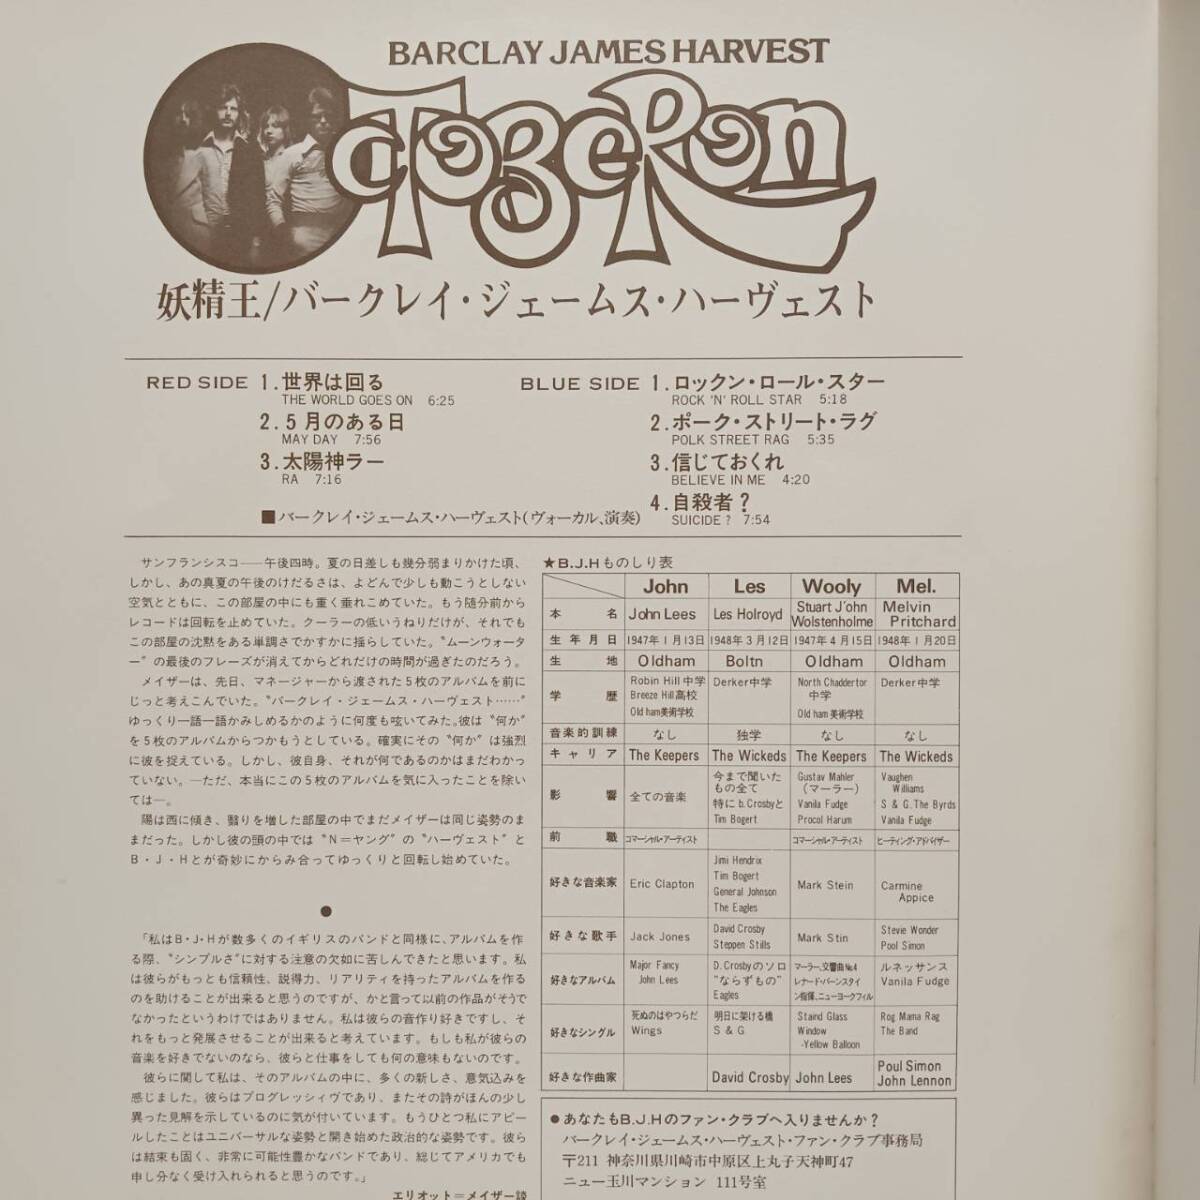 BARCLAY JAMES HARVEST
OCTOBERON
妖精王/バークレイ・ジェームス・ハーヴェスト
RED SIDE 1.世界は回る
THE WORLD GOES ON 6:25
2.5月のある日
MAY DAY 7:56
3.太陽神ラー
RA 7:16
BLUE SIDE 1.ロックン・ロール・スター
ROCK 'N' ROLL STAR 5:18
2.ポーク・ストリート・ラグ
POLK STREET RAG 5:35
3.信じておくれ
BELIEVE IN ME 4:20
4.自殺者?
SUICIDE? 7:54
■バークレイ・ジェームス・ハーヴェスト(ヴォーカル、演奏)
サンフランシスコ——午後四時。夏の日差しも幾分弱まりかけた頃、
しかし、あの真夏の午後のけだるさは、よどんで少しも動こうとしない
空気とともに、この部屋の中にも重く垂れこめていた。もう随分前から
レコードは回転を止めていた。クーラーの低いうねりだけが、それでも
この部屋の沈黙をある単調さでかすかに揺らしていた。〝ムーンウォータ
ー〟の最後のフレーズが消えてからどれだけの時間が過ぎたのだろう。
メイザーは、先日、マネージャーから渡された5枚のアルバムを前に
じっと考えこんでいた。〝バークレイ・ジェームス・ハーヴェスト……〟
ゆっくり一語一語かみしめるかのように何度も呟いてみた。彼は〝何か〟
を5枚のアルバムからつかもうとしている。確実にその〝何か〟は強烈
に彼を捉えている。しかし、彼自身、それが何であるのかはまだわかっ
ていない。—ただ、本当にこの5枚のアルバムを気に入ったことを除い
ては—。
陽は西に傾き、翳りを増した部屋の中でまだメイザーは同じ姿勢のま
まだった。しかし彼の頭の中では〝N=ヤング〟の〝ハーヴェスト〟と
B・J・Hとが奇妙にからみ合ってゆっくりと回転し始めていた。
●
「私はB・J・Hが数多くのイギリスのバンドと同様に、アルバムを作
る際、〝シンプルさ〟に対する注意の欠如に苦しんできたと思います。私
は彼らがもっとも信頼性、説得力、リアリティを持ったアルバムを作る
のを助けることが出来ると思うのですが、かと言って以前の作品がそうで
なかったというわけではありません。私は彼らの音作り好きですし、そ
れをもっと発展させることが出来ると考えています。もしも私が彼らの
音楽を好きでないのなら、彼らと仕事をしても何の意味もないのです。
彼らに関して私は、そのアルバムの中に、多くの新しさ、意気込みを
感じました。彼らはプログレッシィヴであり、またその詩がほんの少し
異った見解を示しているのに気が付いています。もうひとつ私にアピー
ルしたことはユニバーサルな姿勢と開き始めた政治的な姿勢です。彼ら
は結束も固く、非常に可能性豊かなバンドであり、総じてアメリカでも
申し分なく受け入れられると思うのです。」
エリオット=メイザー談
★B.J.Hものしり表
John Les Wooly Mel.
本名 John Lees Les Holroyd Stuart J'ohn Wolstenholme Melvin Pritchard
生年月日 1947年1月13日 1948年3月12日 1947年4月15日 1948年1月20日
生地 Oldham Boltn Oldham Oldham
学歴 Robin Hill中学 Breeze Hill高校 Old ham美術学校 Derker中学 North Chaddertor中学 Old ham美術学校 Derker中学
音楽的訓練 なし 独学 なし なし
キャリア The Keepers The Wickeds The Keepers The Wickeds
影響 全ての音楽 今まで聞いたもの全て 特にb.CrosbyとTim Bogert Gustav Mahler (マーラー) Vanila Fudge Procol Harum Vaughen Williams S & G. The Byrds Vanila Fudge
前職 コマーシャル・アーティスト コマーシャル・アーティスト ヒーティング・アドバイザー
好きな音楽家 Eric Clapton Jimi Hendrix Tim Bogert General Johnson The Eagles Mark Stein Carmine Appice
好きな歌手 Jack Jones David Crosby Steppen Stills Mark Stin Stevie Wonder Pool Simon
好きなアルバム Major Fancy John Lees D. Crosbyのソロ "ならずもの" Eagles マーラー、交響曲No.4 レナード・バーンスタイン指揮、ニューヨークフィル ルネッサンス Vanila Fudge
好きなシングル 死ぬのはやつらだ Wings 明日に架ける橋 S & G Staind Glass Window -Yellow Balloon Rog Mama Rag The Band
好きな作曲家 David Crosby John Lees Poul Simon John Lennon
●あなたもB.J.Hのファン・クラブへ入りませんか?
バークレイ・ジェームス・ハーヴェスト・ファン・クラブ事務局
〒211 神奈川県川崎市中原区上丸子天神町47
ニュー玉川マンション 111号室